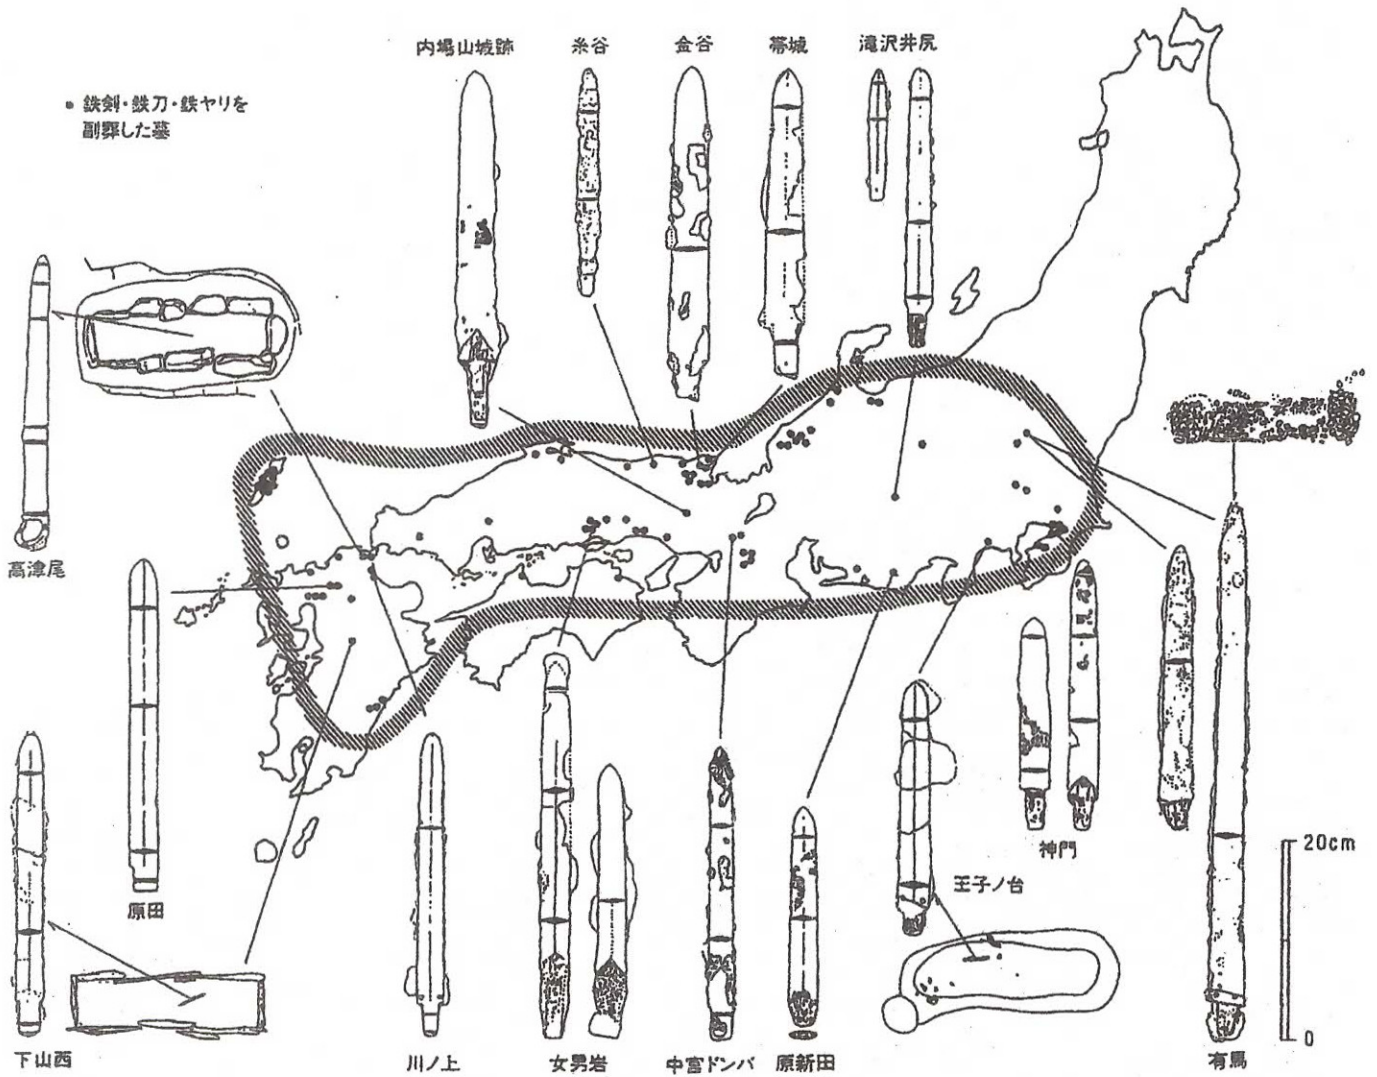 内場山城跡
糸谷
金谷
帯城
滝沢井尻
• 鉄剣・鉄刀・鉄ヤリを
副葬した墓
高津尾
原田
下山西
川ノ上
女男岩
中宮ドンバ
原新田
王子ノ台
神門
有馬
20cm
0